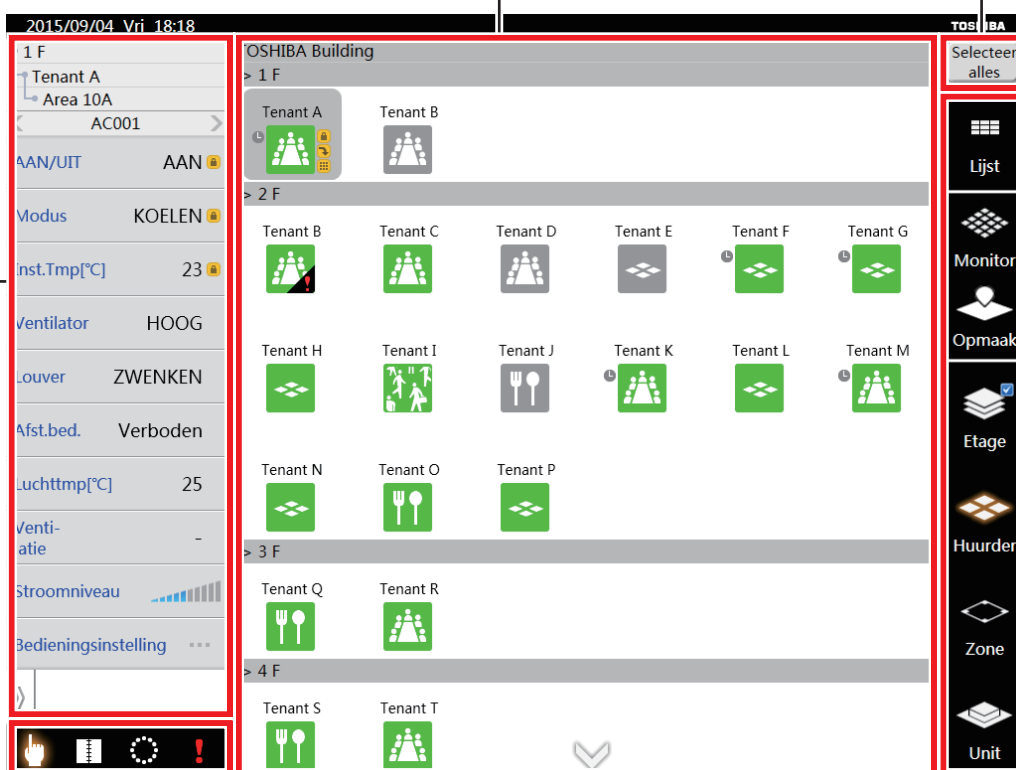 2015/09/04 Vri 18:18
TOSHIBA
1 F
Tenant A
Area 10A
AC001
AAN/UIT AAN
Modus KOELEN
Inst.Tmp[°C] 23
Ventilator HOOG
Louver ZWENKEN
Afst.bed. Verboden
Luchttmp[°C] 25
Venti-
atie -
Stroomniveau
Bedieningsinstelling ...
TOSHIBA Building
> 1 F
Tenant A Tenant B
> 2 F
Tenant B Tenant C Tenant D Tenant E Tenant F Tenant G
Tenant H Tenant I Tenant J Tenant K Tenant L Tenant M
Tenant N Tenant O Tenant P
> 3 F
Tenant Q Tenant R
> 4 F
Tenant S Tenant T
Selecteer
alles
Lijst
Monitor
Opmaak
Etage
Huurder
Zone
Unit